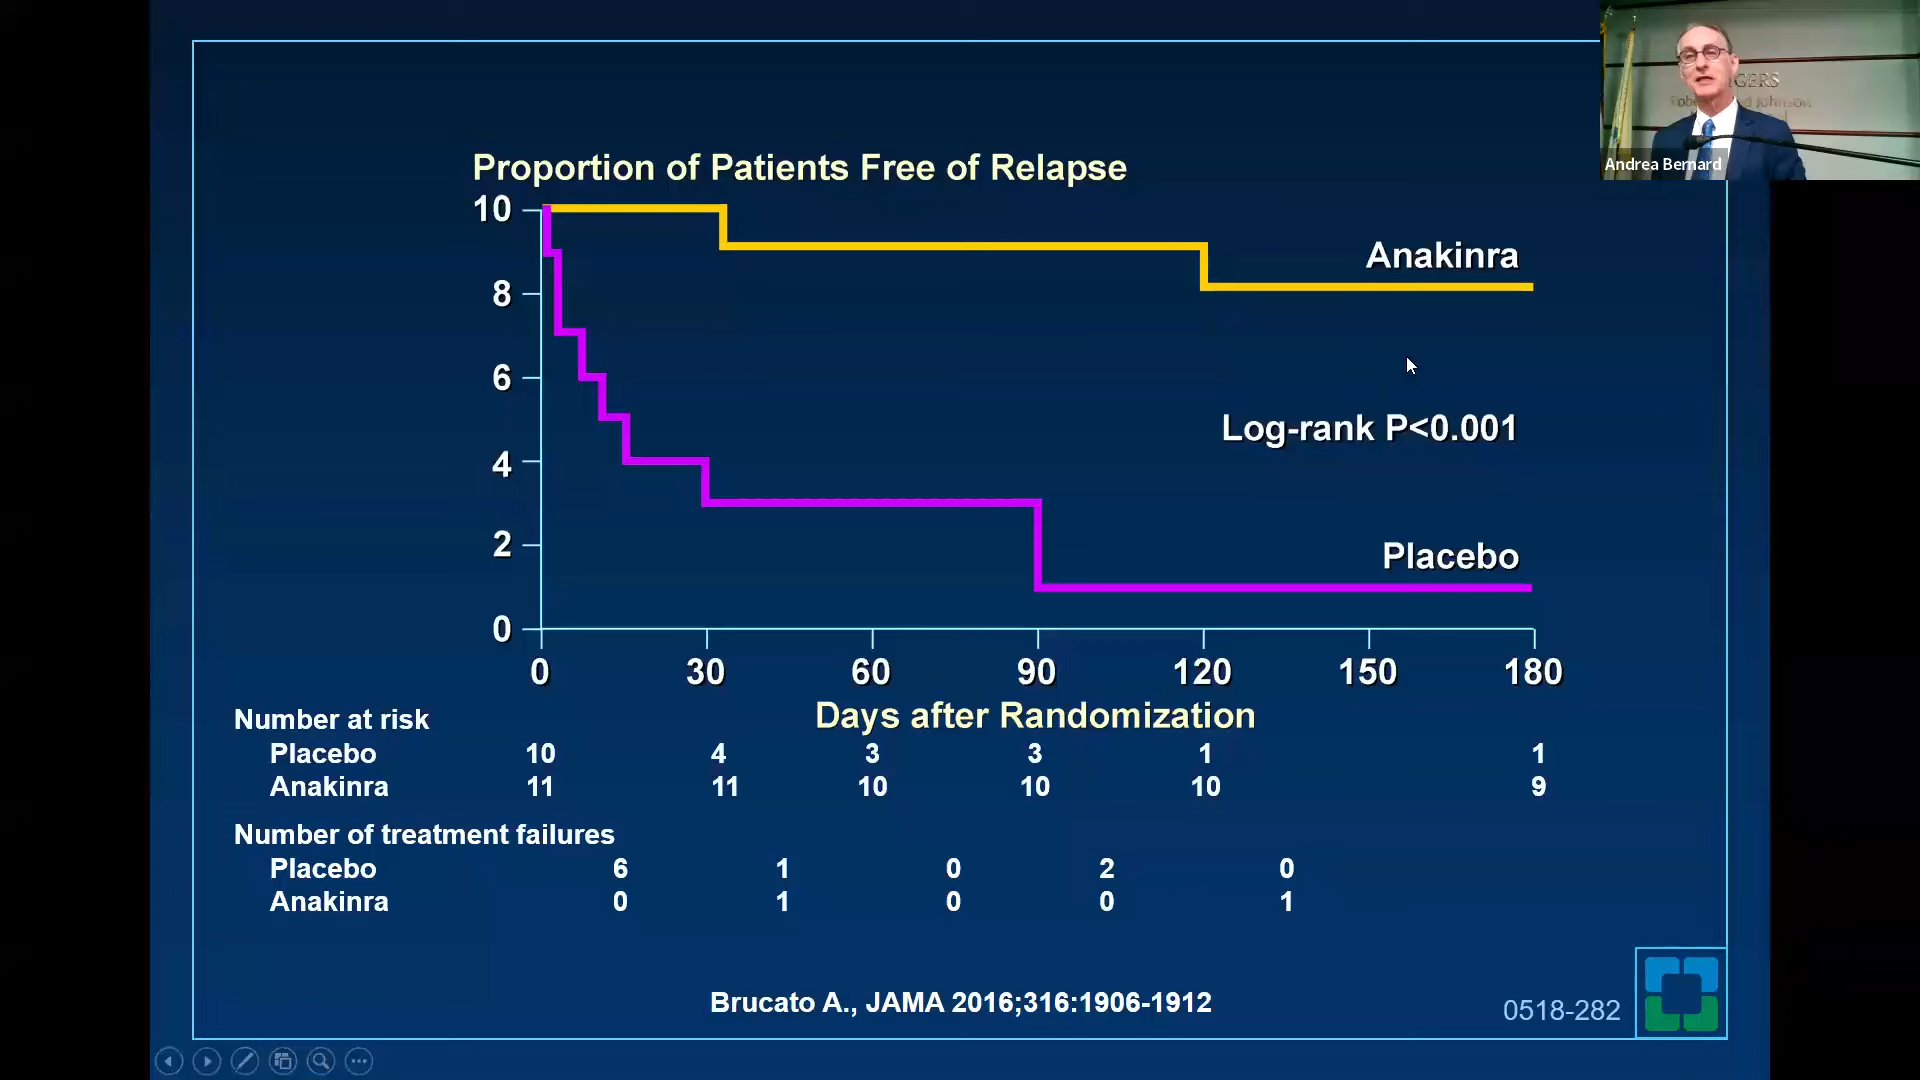 GERS
Andrea Bernard
Proportion of Patients Free of Relapse
10
8
6
4
2
0
Anakinra
Log-rank P<0.001
Placebo
0 30 60 90 120 150 180
Days after Randomization
Number at risk
Placebo 10 4 3 3 1 1
Anakinra 11 11 10 10 10 9
Number of treatment failures
Placebo 6 1 0 2 0
Anakinra 0 1 0 0 1
Brucato A., JAMA 2016;316:1906-1912
0518-282